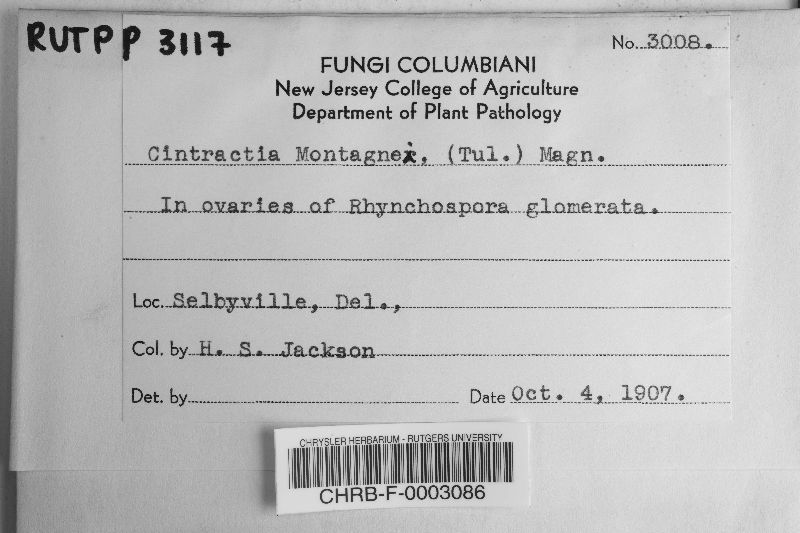 RUTPP 3117
No. 3008.
FUNGI COLUMBIANI
New Jersey College of Agriculture
Department of Plant Pathology
Cintractia Montagnei, (Tul.) Magn.
In ovaries of Rhynchospora glomerata.
Loc. Selbyville, Del.,
Col. by H. S. Jackson
Det. by
Date Oct. 4, 1907.
CHRYSLER HERBARIUM - RUTGERS UNIVERSITY
CHRB-F-0003086